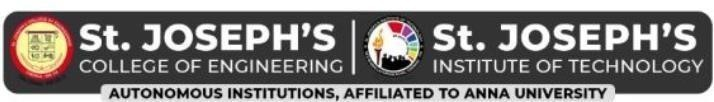 St. JOSEPH'S
COLLEGE OF ENGINEERING
St. JOSEPH'S
INSTITUTE OF TECHNOLOGY
AUTONOMOUS INSTITUTIONS, AFFILIATED TO ANNA UNIVERSITY